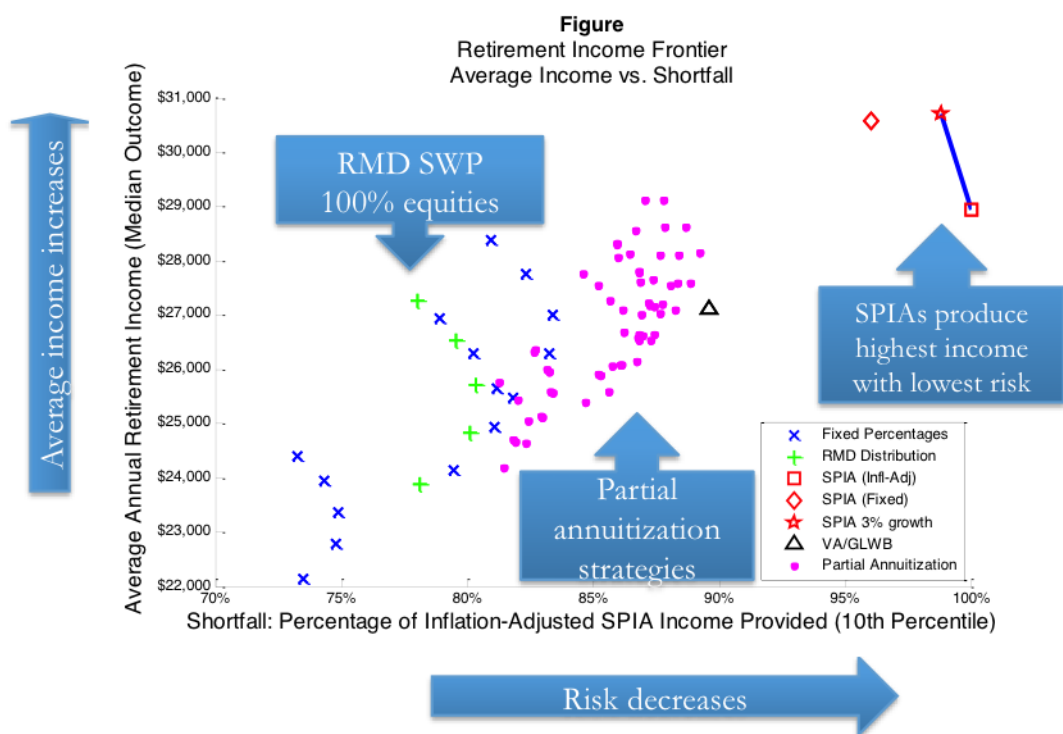 Figure
Retirement Income Frontier
Average Income vs. Shortfall
Average income increases
Average Annual Retirement Income (Median Outcome)
$31,000
$30,000
$29,000
$28,000
$27,000
$26,000
$25,000
$24,000
$23,000
$22,000
RMD SWP
100% equities
SPIAs produce
highest income
with lowest risk
Partial
annuitization
strategies
Fixed Percentages
RMD Distribution
SPIA (Infl-Adj)
SPIA (Fixed)
SPIA 3% growth
VA/GLWB
Partial Annuitization
70%
75%
80%
85%
90%
95%
100%
Shortfall: Percentage of Inflation-Adjusted SPIA Income Provided (10th Percentile)
Risk decreases